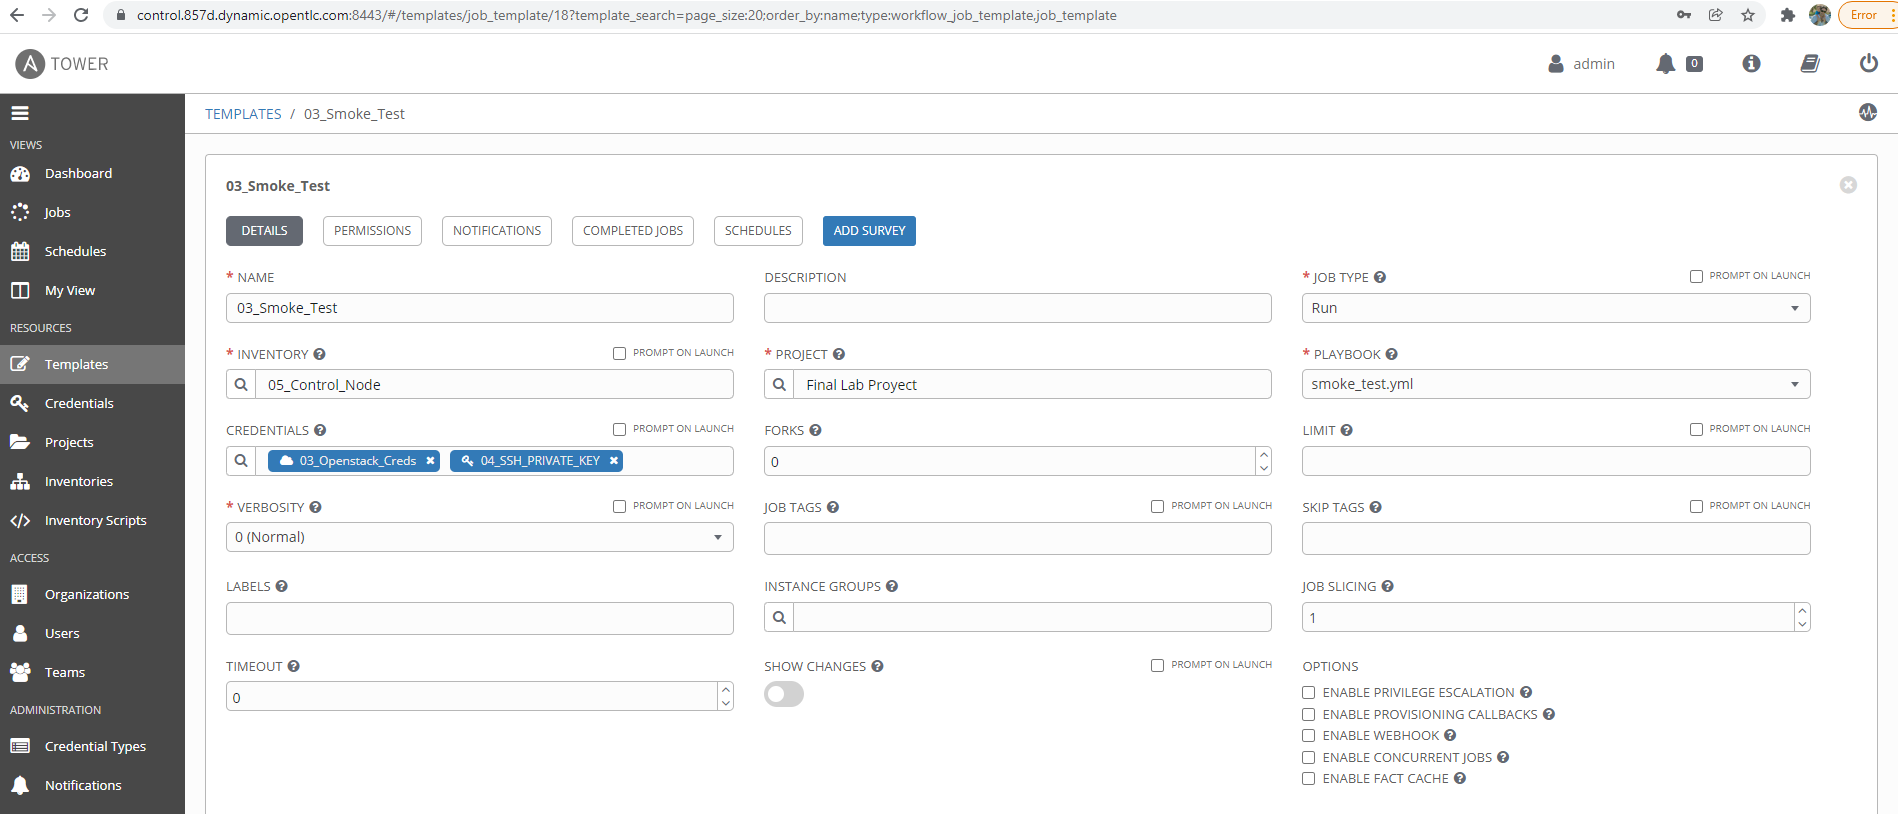 control.857d.dynamic.opentlc.com:8443/#/templates/job_template/18?template_search=page_size:20;order_by:name;type:workflow_job_template,job_template
Error
A TOWER
admin
0
TEMPLATES / 03_Smoke_Test
VIEWS
Dashboard
Jobs
Schedules
My View
RESOURCES
Templates
Credentials
Projects
Inventories
Inventory Scripts
ACCESS
Organizations
Users
Teams
ADMINISTRATION
Credential Types
Notifications
03_Smoke_Test
DETAILS PERMISSIONS NOTIFICATIONS COMPLETED JOBS SCHEDULES ADD SURVEY
* NAME
03_Smoke_Test
DESCRIPTION
* JOB TYPE ? PROMPT ON LAUNCH
Run
* INVENTORY ? PROMPT ON LAUNCH
05_Control_Node
* PROJECT ?
Final Lab Proyect
* PLAYBOOK ?
smoke_test.yml
CREDENTIALS ? PROMPT ON LAUNCH
03_Openstack_Creds × 04_SSH_PRIVATE_KEY ×
FORKS ?
0
LIMIT ? PROMPT ON LAUNCH
* VERBOSITY ? PROMPT ON LAUNCH
0 (Normal)
JOB TAGS ? PROMPT ON LAUNCH
SKIP TAGS ? PROMPT ON LAUNCH
LABELS ?
INSTANCE GROUPS ?
JOB SLICING ?
1
TIMEOUT ?
0
SHOW CHANGES ? PROMPT ON LAUNCH
OPTIONS
ENABLE PRIVILEGE ESCALATION ?
ENABLE PROVISIONING CALLBACKS ?
ENABLE WEBHOOK ?
ENABLE CONCURRENT JOBS ?
ENABLE FACT CACHE ?